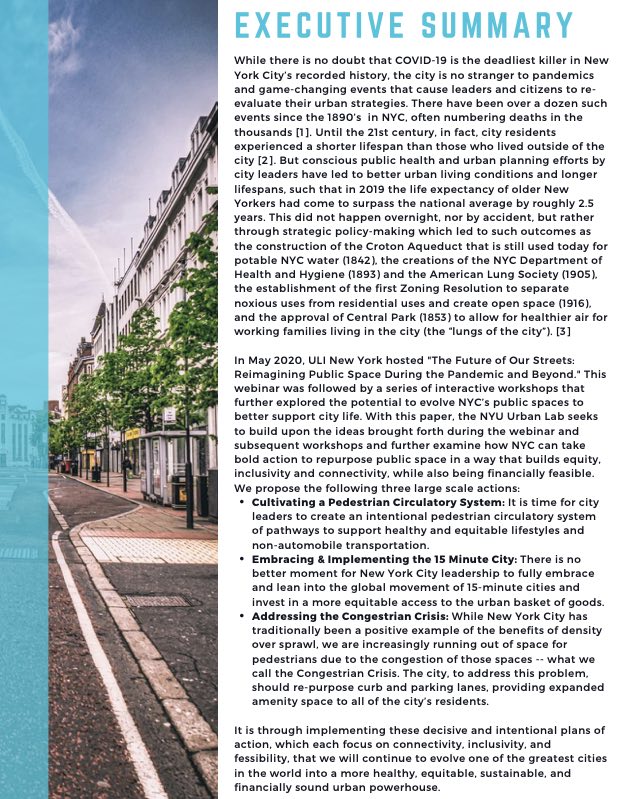 EXECUTIVE SUMMARY
While there is no doubt that COVID-19 is the deadliest killer in New
York City's recorded history, the city is no stranger to pandemics
and game-changing events that cause leaders and citizens to re-
evaluate their urban strategies. There have been over a dozen such
events since the 1890's in NYC, often numbering deaths in the
thousands [1]. Until the 21st century, in fact, city residents
experienced a shorter lifespan than those who lived outside of the
city [2]. But conscious public health and urban planning efforts by
city leaders have led to better urban living conditions and longer
lifespans, such that in 2019 the life expectancy of older New
Yorkers had come to surpass the national average by roughly 2.5
years. This did not happen overnight, nor by accident, but rather
through strategic policy-making which led to such outcomes as
the construction of the Croton Aqueduct that is still used today for
potable NYC water (1842), the creations of the NYC Department of
Health and Hygiene (1893) and the American Lung Society (1905),
the establishment of the first Zoning Resolution to separate
noxious uses from residential uses and create open space (1916),
and the approval of Central Park (1853) to allow for healthier air for
working families living in the city (the "lungs of the city"). [3]
In May 2020, ULI New York hosted "The Future of Our Streets:
Reimagining Public Space During the Pandemic and Beyond." This
webinar was followed by a series of interactive workshops that
further explored the potential to evolve NYC's public spaces to
better support city life. With this paper, the NYU Urban Lab seeks
to build upon the ideas brought forth during the webinar and
subsequent workshops and further examine how NYC can take
bold action to repurpose public space in a way that builds equity,
inclusivity and connectivity, while also being financially feasible.
We propose the following three large scale actions:
• Cultivating a Pedestrian Circulatory System: It is time for city
leaders to create an intentional pedestrian circulatory system
of pathways to support healthy and equitable lifestyles and
non-automobile transportation.
• Embracing & Implementing the 15 Minute City: There is no
better moment for New York City leadership to fully embrace
and lean into the global movement of 15-minute cities and
invest in a more equitable access to the urban basket of goods.
• Addressing the Congestrian Crisis: While New York City has
traditionally been a positive example of the benefits of density
over sprawl, we are increasingly running out of space for
pedestrians due to the congestion of those spaces -- what we
call the Congestrian Crisis. The city, to address this problem,
should re-purpose curb and parking lanes, providing expanded
amenity space to all of the city's residents.
It is through implementing these decisive and intentional plans of
action, which each focus on connectivity, inclusivity, and
fessibility, that we will continue to evolve one of the greatest cities
in the world into a more healthy, equitable, sustainable, and
financially sound urban powerhouse.